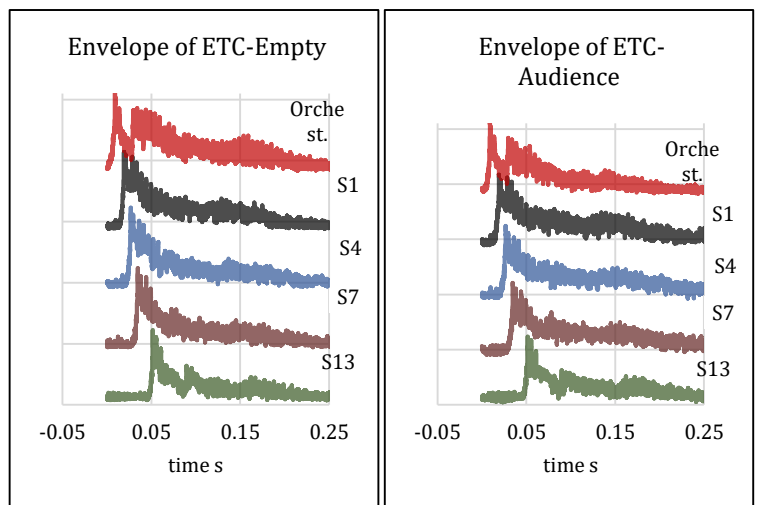 Envelope of ETC-Empty
Orche
st.
S1
S4
S7
S13
-0.05 0.05 0.15 0.25
time s
Envelope of ETC-
Audience
Orche
st.
S1
S4
S7
S13
-0.05 0.05 0.15 0.25
time s